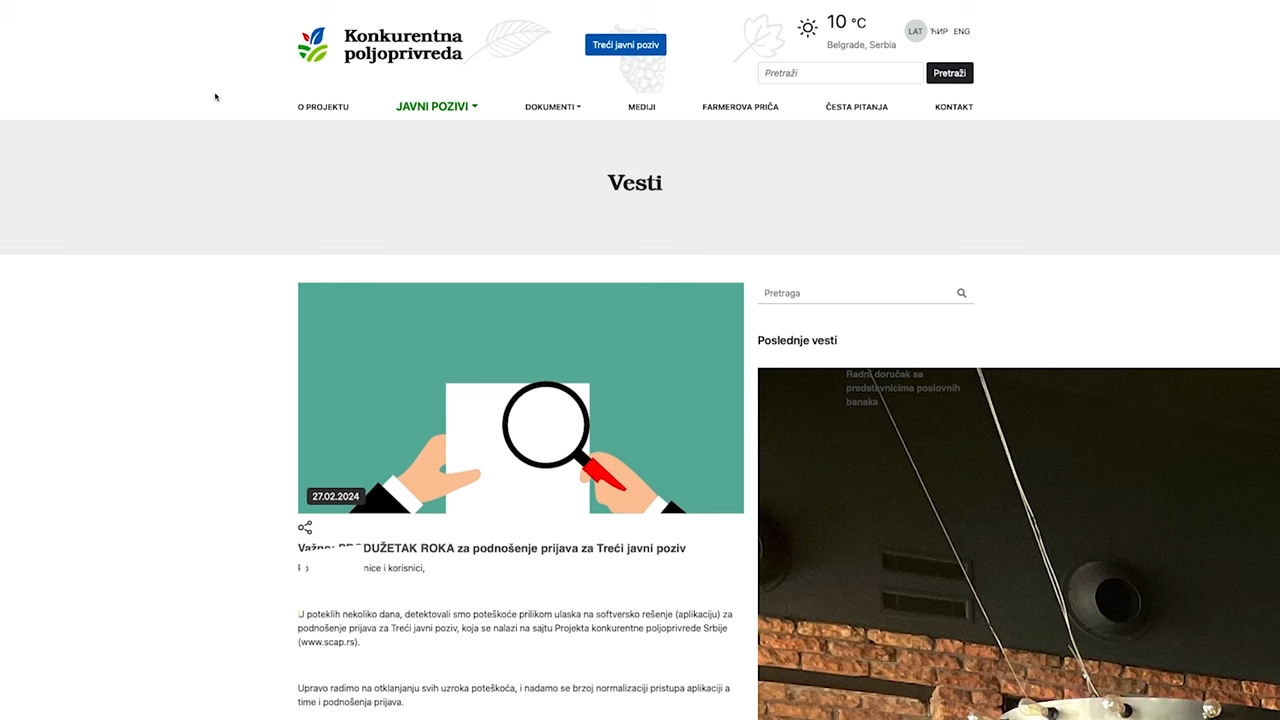 Konkurentna
poljoprivreda
Treći javni poziv
10 °C
Belgrade, Serbia
LAT ЋИР ENG
Pretraži
Pretraži
O PROJEKTU
JAVNI POZIVI
DOKUMENTI
MEDIJI
FARMEROVA PRIČA
ČESTA PITANJA
KONTAKT
Vesti
27.02.2024
ROKA za podnošenje prijava za Treći javni poziv
i korisnici,
U poteklih nekoliko dana, detektovali smo poteškoće prilikom ulaska na softversko rešenje (aplikaciju) za
podnošenje prijava za Treći javni poziv, koja se nalazi na sajtu Projekta konkurentne poljoprivrede Srbije
(www.scap.rs).
Upravo radimo na otklanjanju svih uzroka poteškoća, i nadamo se brzoj normalizaciji pristupa aplikaciji a
time i podnošenja prijava.
Pretraga
Poslednje vesti
Radni doručak sa
predstavnicima poslovnih
banaka